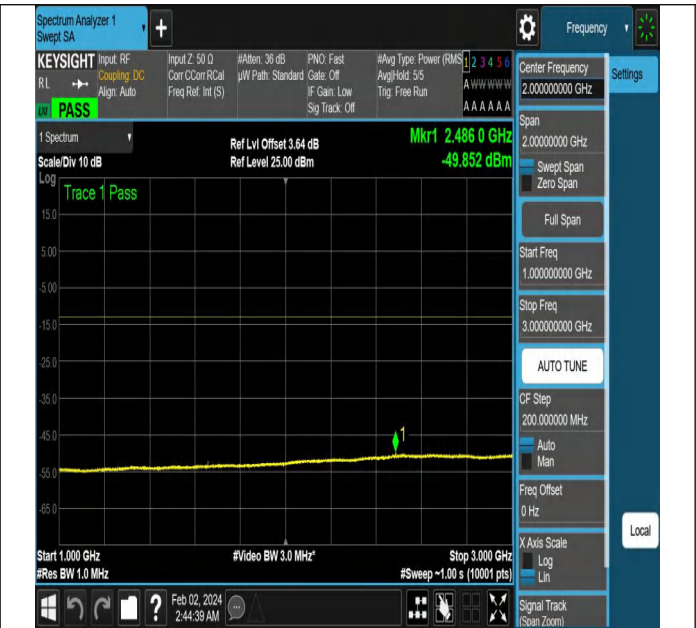 Spectrum Analyzer 1
Swept SA
+
Frequency
KEYSIGHT
Input: RF
Coupling: DC
Align: Auto
RL
PASS
Input Z: 50 Ω
Corr CCorr RCal
Freq Ref: Int (S)
#Atten: 36 dB
µW Path: Standard
PNO: Fast
Gate: Off
IF Gain: Low
Sig Track: Off
#Avg Type: Power (RMS
Avg|Hold: 5/5
Trig: Free Run
1 2 3 4 5 6
A W W W W W
A A A A A A
1 Spectrum
Scale/Div 10 dB
Ref Lvl Offset 3.64 dB
Ref Level 25.00 dBm
Mkr1 2.486 0 GHz
-49.852 dBm
Log
Trace 1 Pass
15.0
5.00
-5.00
-15.0
-25.0
-35.0
-45.0
1
-55.0
-65.0
Start 1.000 GHz
#Video BW 3.0 MHz*
Stop 3.000 GHz
#Res BW 1.0 MHz
#Sweep ~1.00 s (10001 pts)
?
Feb 02, 2024
2:44:39 AM
Center Frequency
2.000000000 GHz
Settings
Span
2.00000000 GHz
Swept Span
Zero Span
Full Span
Start Freq
1.000000000 GHz
Stop Freq
3.000000000 GHz
AUTO TUNE
CF Step
200.000000 MHz
Auto
Man
Freq Offset
0 Hz
Local
X Axis Scale
Log
Lin
Signal Track
(Span Zoom)